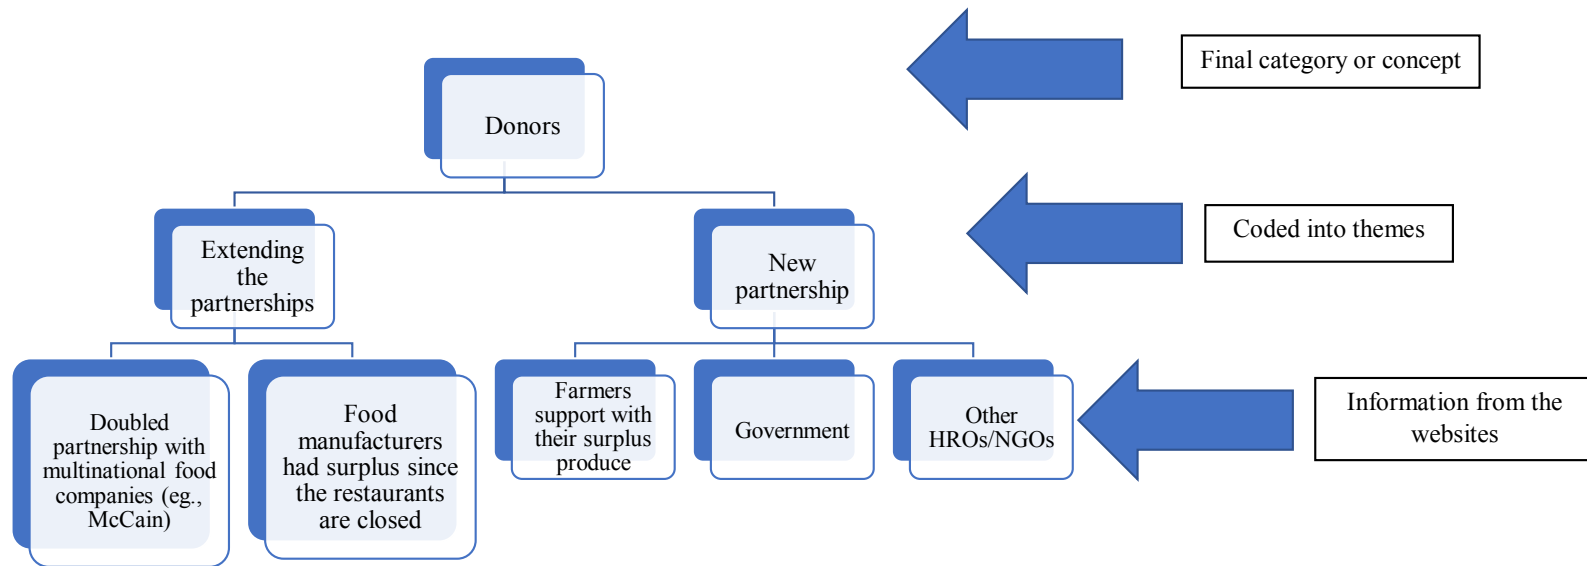 Final category or concept
Donors
Extending
the
partnerships
New
partnership
Coded into themes
Doubled
partnership with
multinational food
companies (eg.,
McCain)
Food
manufacturers
had surplus since
the restaurants
are closed
Farmers
support with
their surplus
produce
Government
Other
HROs/NGOs
Information from the
websites